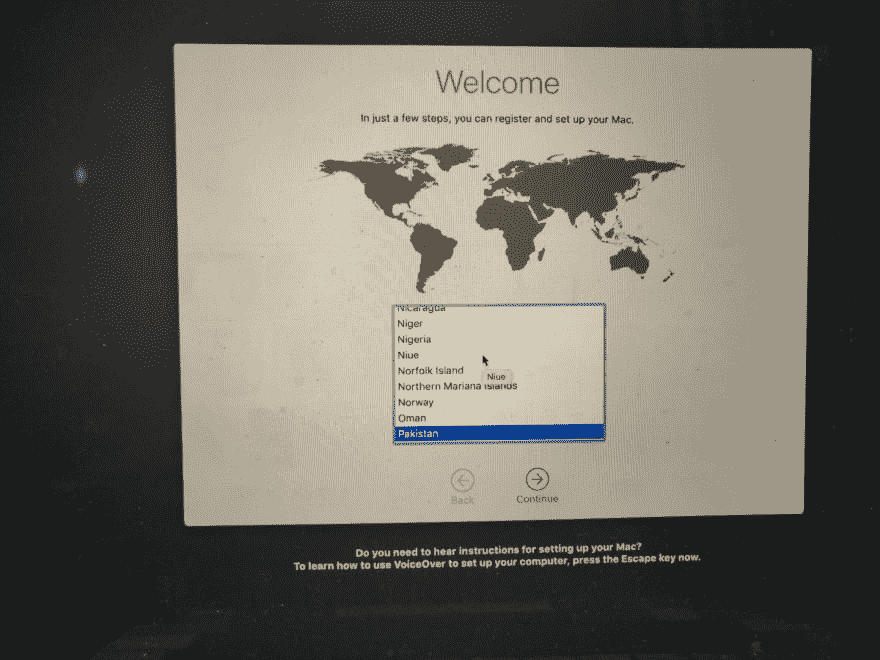 Welcome
In just a few steps, you can register and set up your Mac.
Nicaragua
Niger
Nigeria
Niue
Norfolk Island
Niue
Northern Mariana Islands
Norway
Oman
Pakistan
Back
Continue
Do you need to hear instructions for setting up your Mac?
To learn how to use VoiceOver to set up your computer, press the Escape key now.